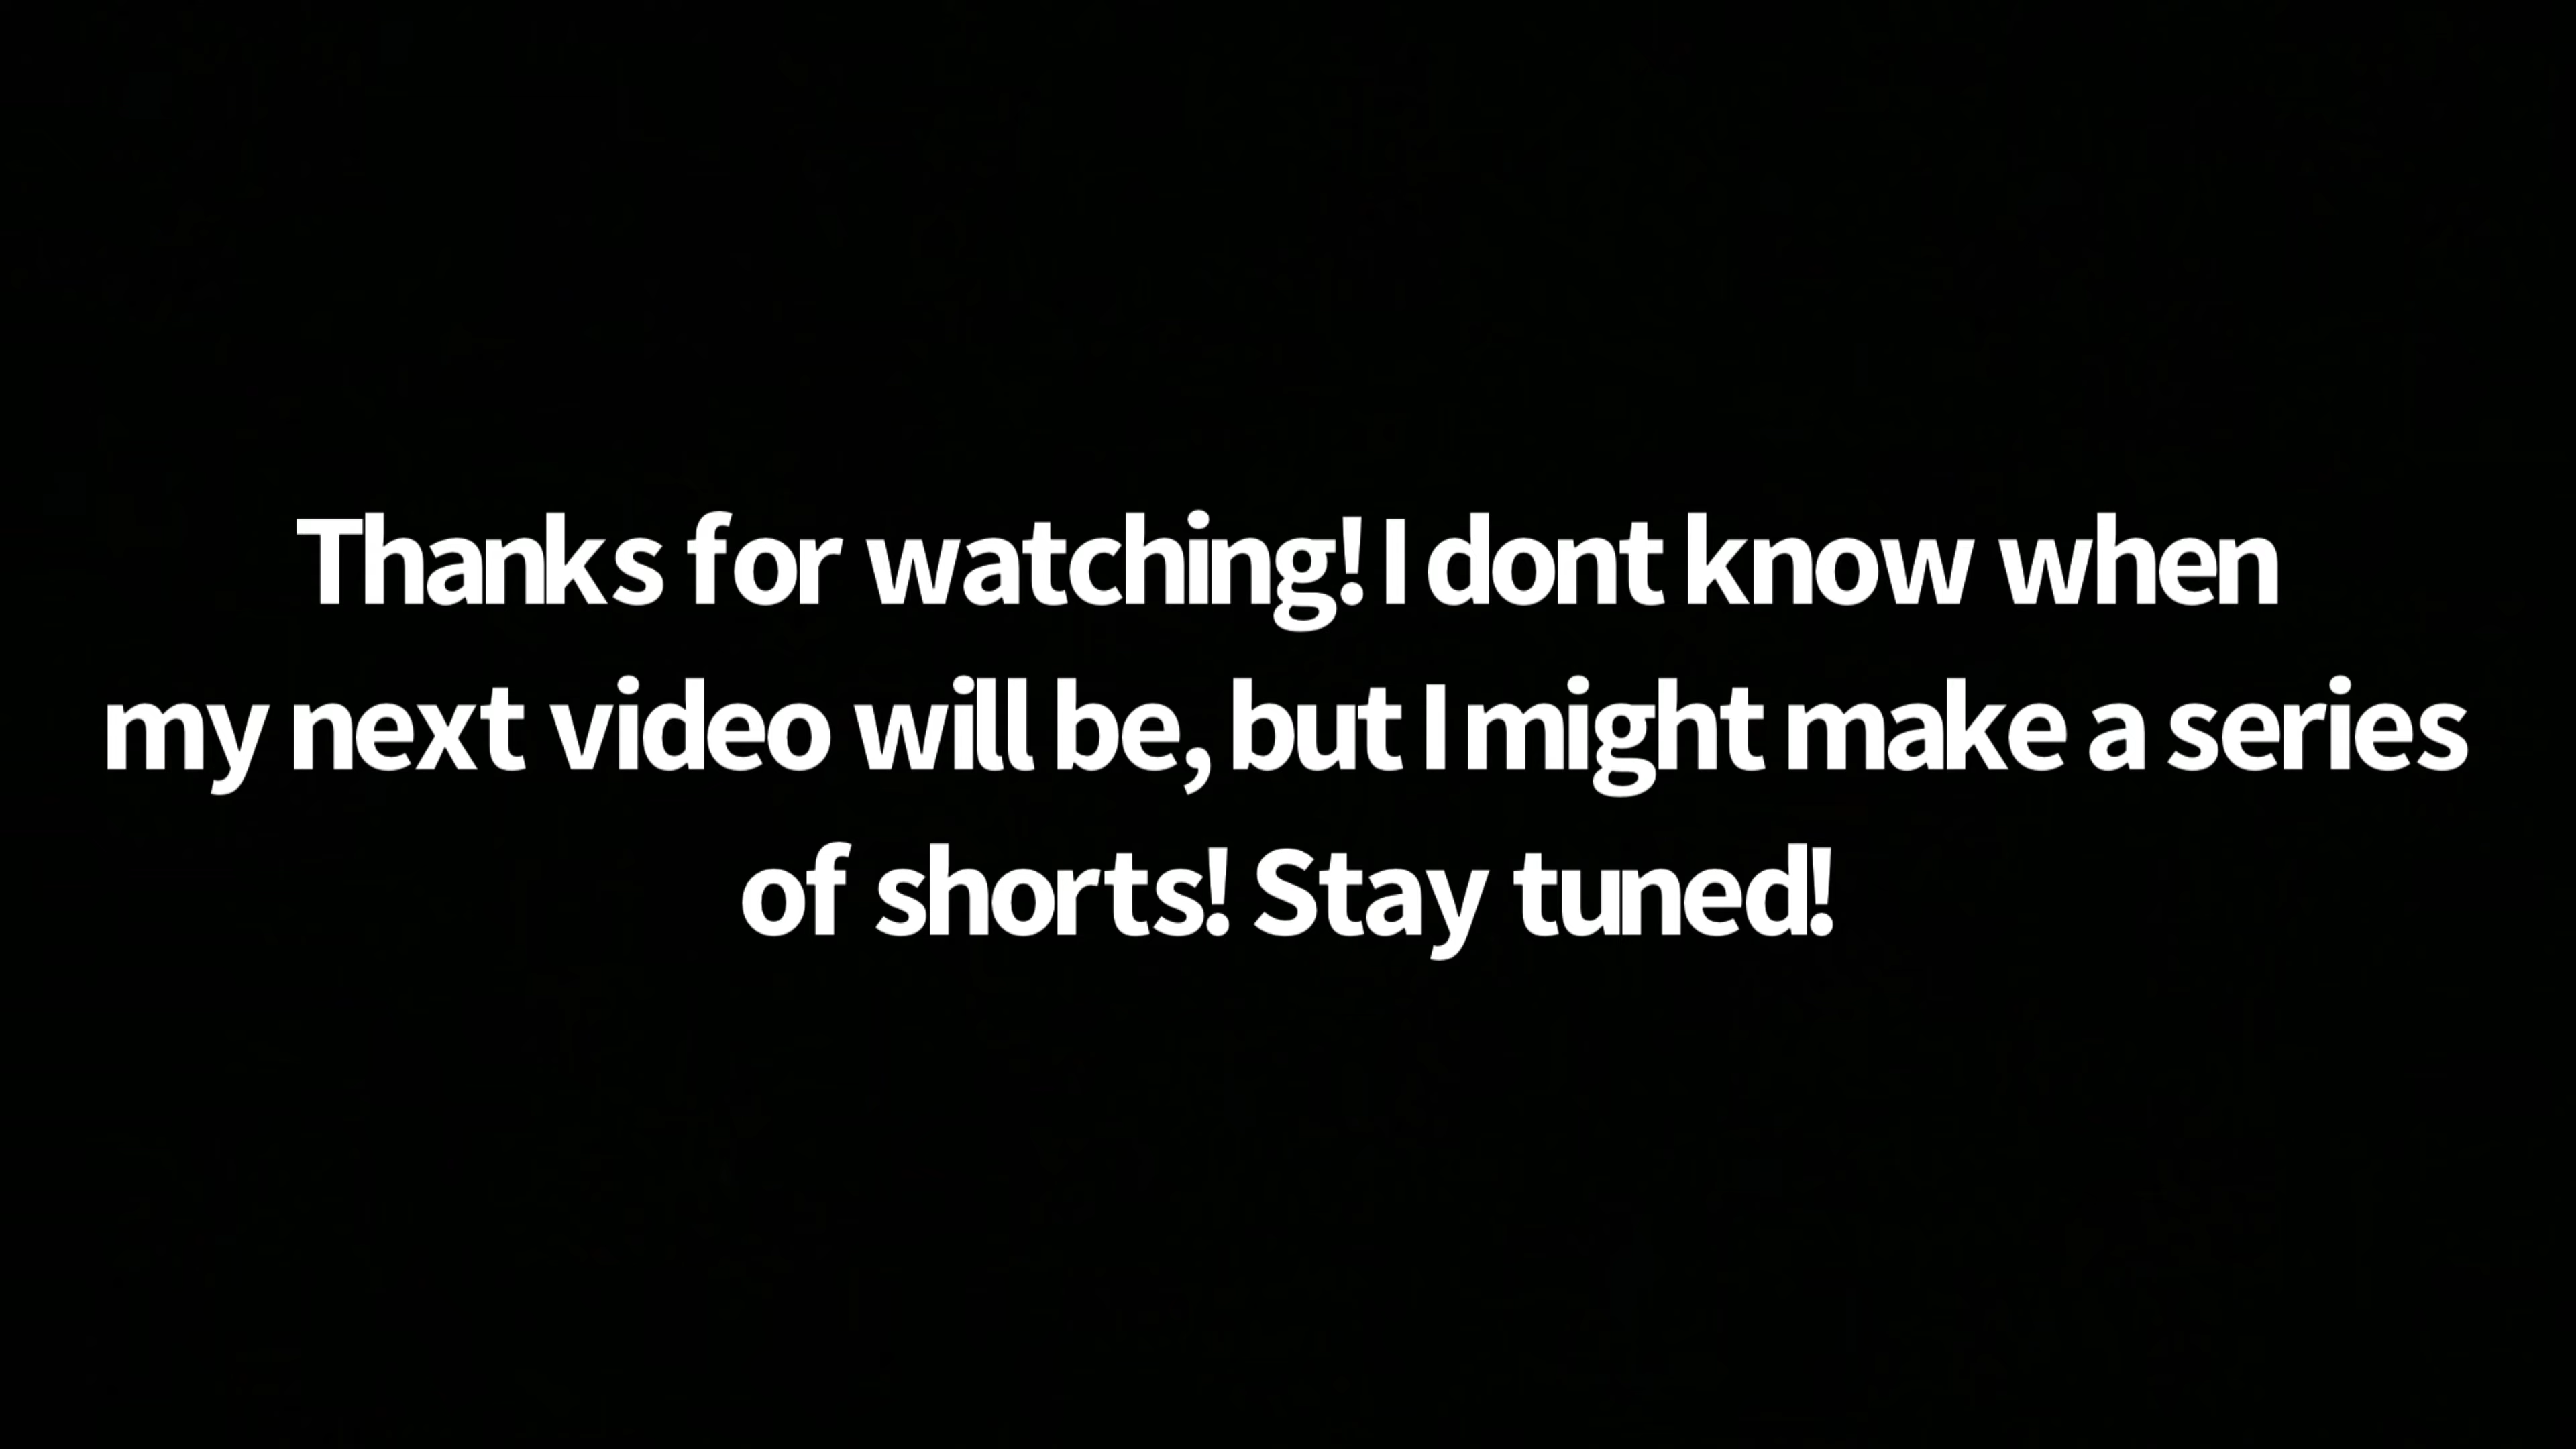 Thanks for watching! I dont know when
my next video will be, but I might make a series
of shorts! Stay tuned!